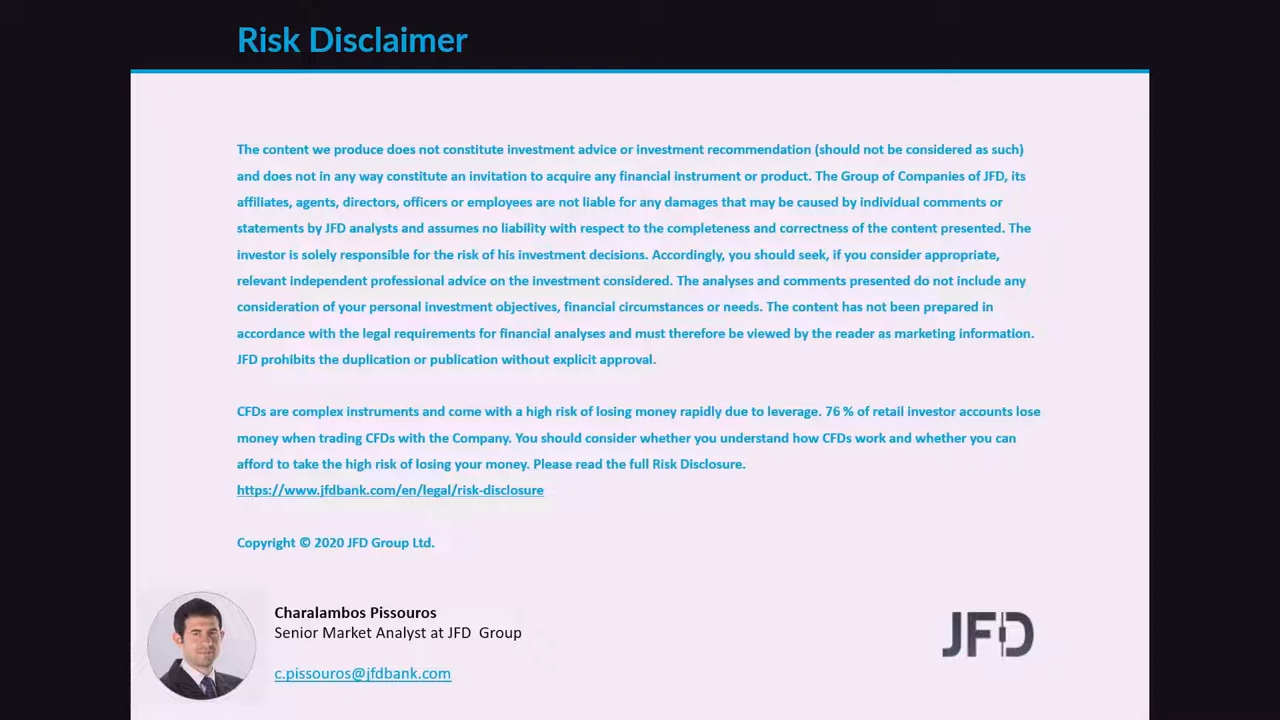 Risk Disclaimer
The content we produce does not constitute investment advice or investment recommendation (should not be considered as such)
and does not in any way constitute an invitation to acquire any financial instrument or product. The Group of Companies of JFD, its
affiliates, agents, directors, officers or employees are not liable for any damages that may be caused by individual comments or
statements by JFD analysts and assumes no liability with respect to the completeness and correctness of the content presented. The
investor is solely responsible for the risk of his investment decisions. Accordingly, you should seek, if you consider appropriate,
relevant independent professional advice on the investment considered. The analyses and comments presented do not include any
consideration of your personal investment objectives, financial circumstances or needs. The content has not been prepared in
accordance with the legal requirements for financial analyses and must therefore be viewed by the reader as marketing information.
JFD prohibits the duplication or publication without explicit approval.
CFDs are complex instruments and come with a high risk of losing money rapidly due to leverage. 76 % of retail investor accounts lose
money when trading CFDs with the Company. You should consider whether you understand how CFDs work and whether you can
afford to take the high risk of losing your money. Please read the full Risk Disclosure.
https://www.jfdbank.com/en/legal/risk-disclosure
Copyright © 2020 JFD Group Ltd.
Charalambos Pissouros
Senior Market Analyst at JFD Group
c.pissouros@jfdbank.com
JFD